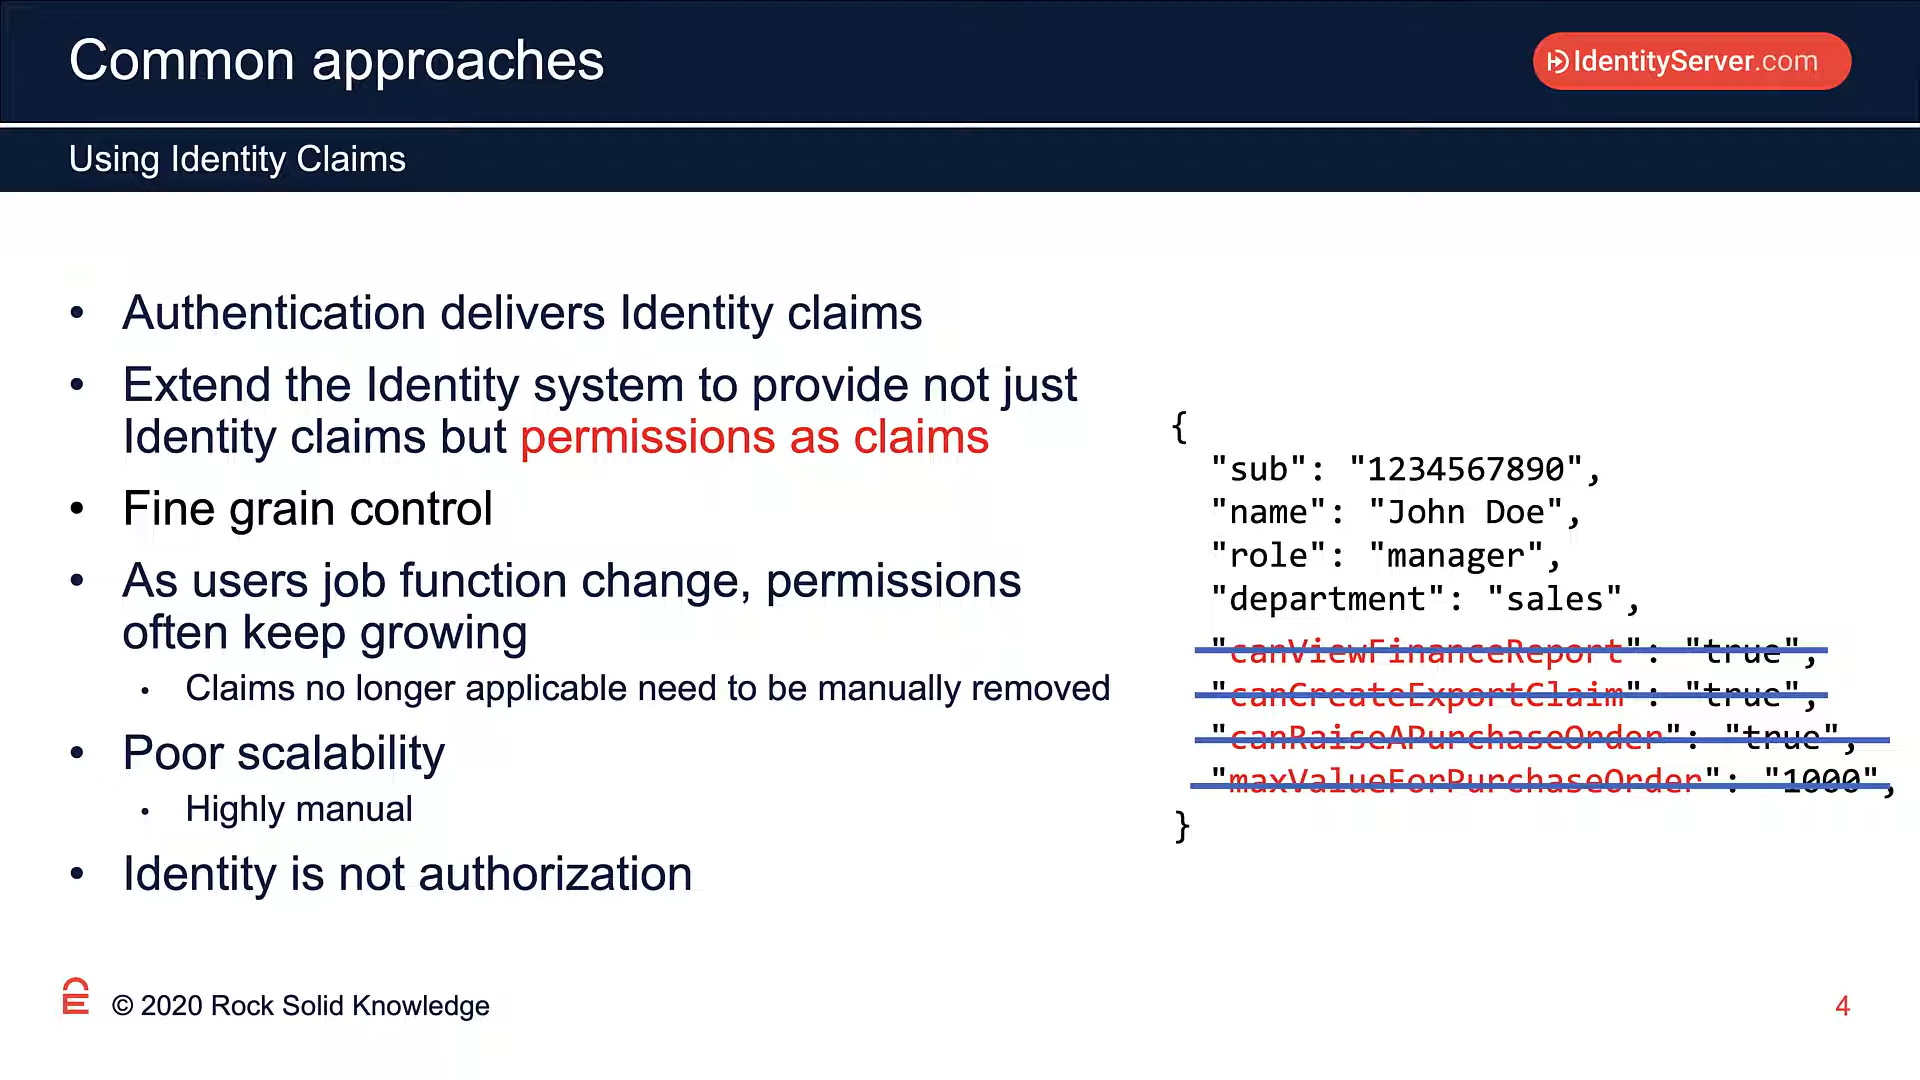 Common approaches
IdentityServer.com
Using Identity Claims
• Authentication delivers Identity claims
• Extend the Identity system to provide not just
Identity claims but permissions as claims
• Fine grain control
• As users job function change, permissions
often keep growing
• Claims no longer applicable need to be manually removed
• Poor scalability
• Highly manual
• Identity is not authorization
{
"sub": "1234567890",
"name": "John Doe",
"role": "manager",
"department": "sales",
"canViewFinanceReport": "true",
"canCreateExportClaim": "true",
"canRaiseAPurchaseOrder": "true",
"maxValueForPurchaseOrder": "1000",
}
© 2020 Rock Solid Knowledge
4